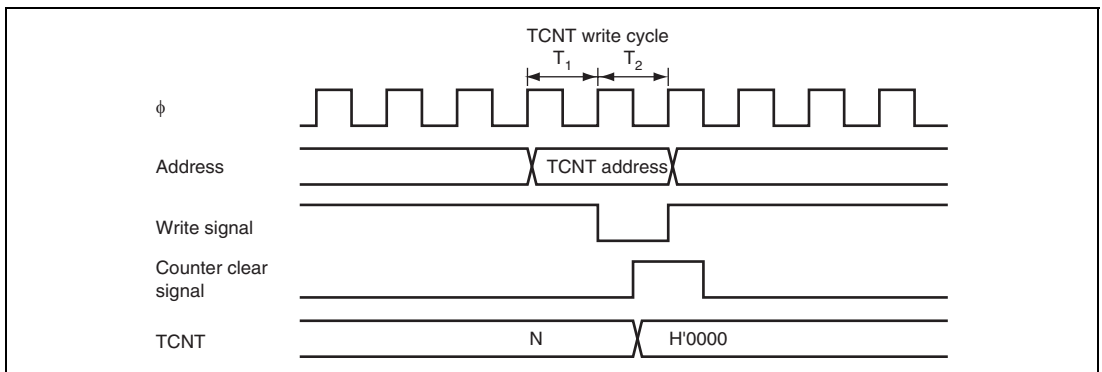 TCNT write cycle
T1 T2
φ
Address TCNT address
Write signal
Counter clear
signal
TCNT N H'0000